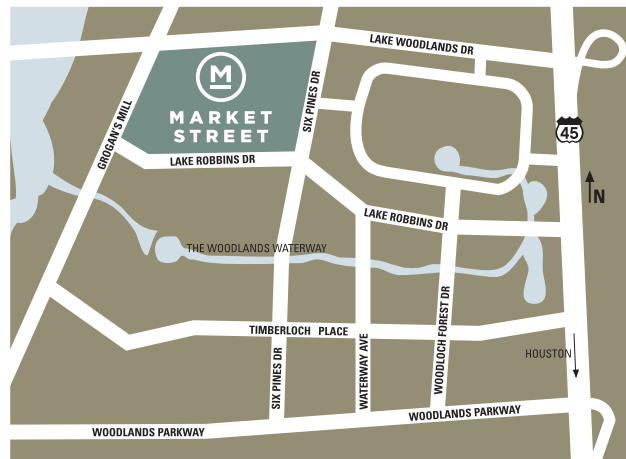 LAKE WOODLANDS DR
M
MARKET
STREET
SIX PINES DR
GROGAN'S MILL
45
LAKE ROBBINS DR
N
LAKE ROBBINS DR
THE WOODLANDS WATERWAY
TIMBERLOCH PLACE
WOODLOCH FOREST DR
HOUSTON
SIX PINES DR
WATERWAY AVE
WOODLANDS PARKWAY
WOODLANDS PARKWAY